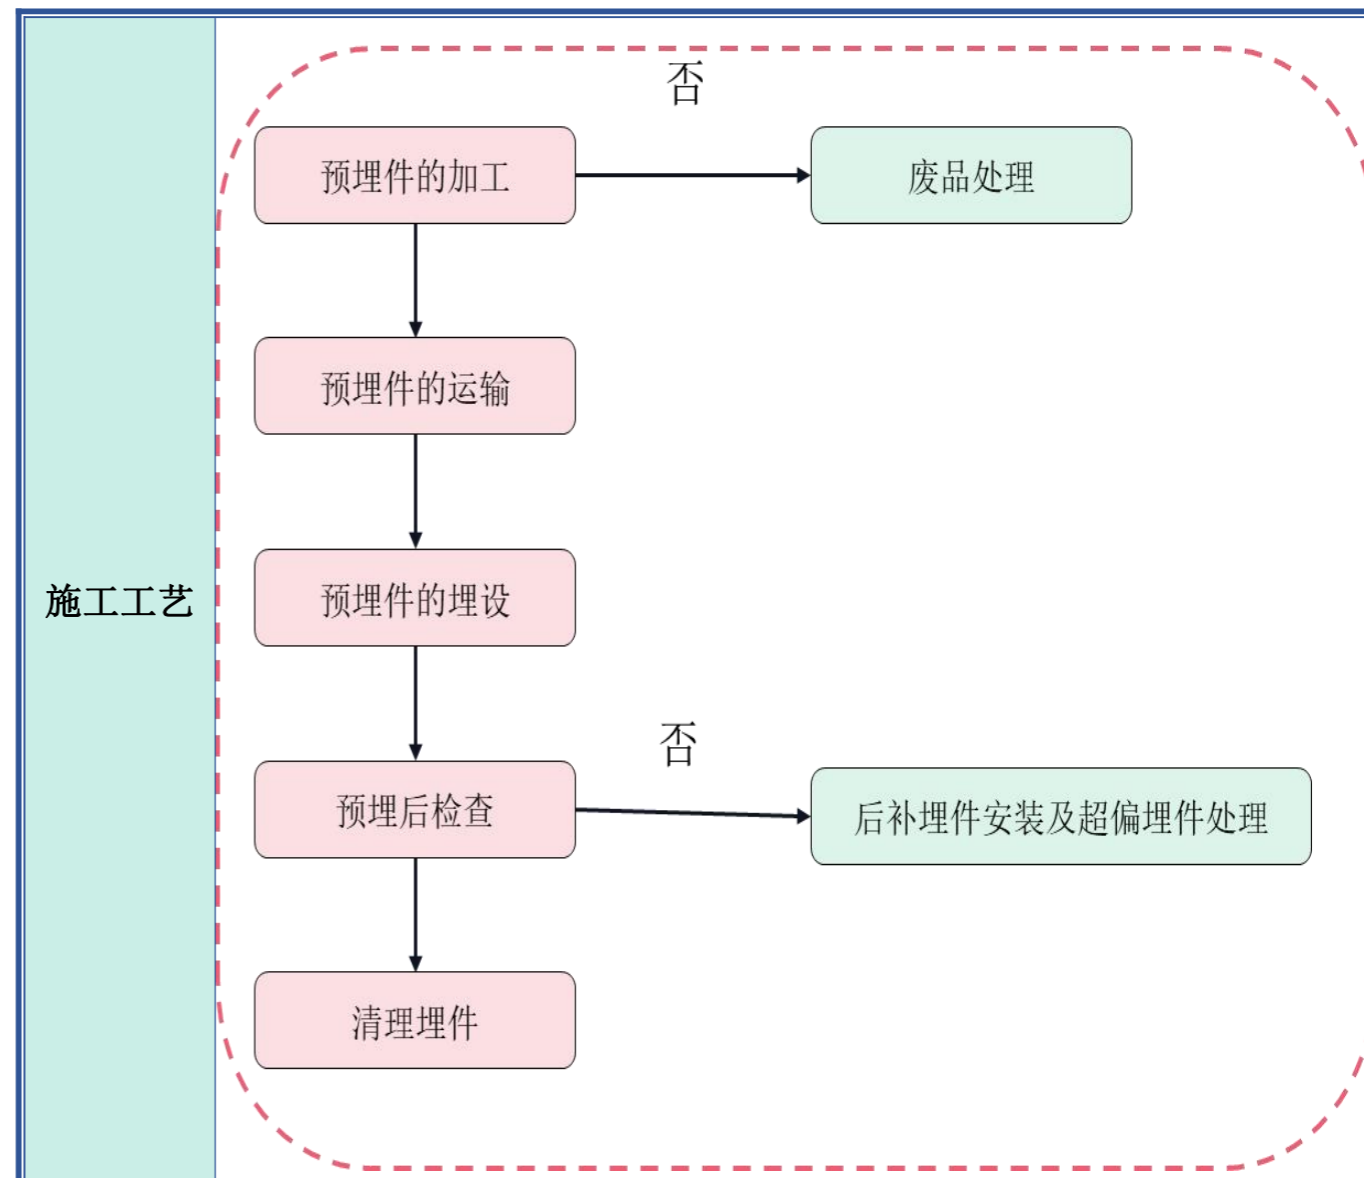 施工工艺
否
预埋件的加工
废品处理
预埋件的运输
预埋件的埋设
否
预埋后检查
后补埋件安装及超偏埋件处理
清理埋件